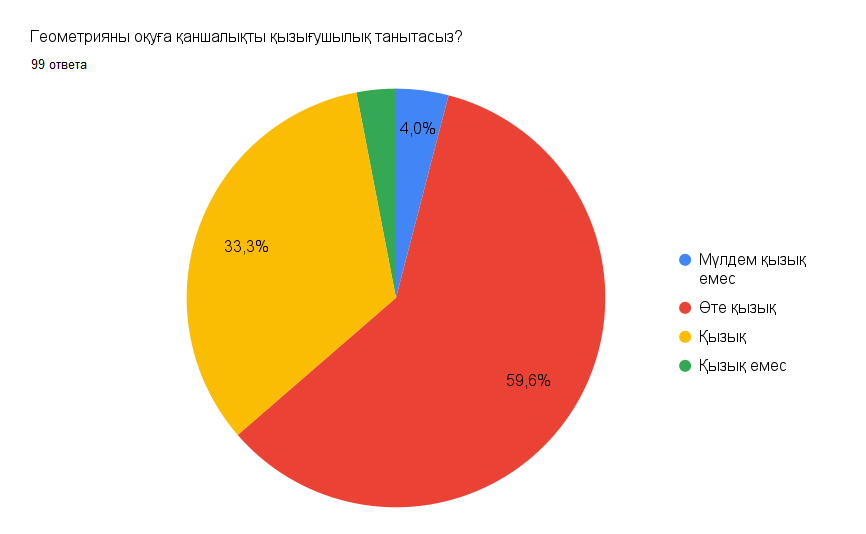 Геометрияны оқуға қаншалықты қызығушылық танытасыз?
99 ответа
4,0%
33,3%
59,6%
Мүлдем қызық
емес
Өте қызық
Қызық
Қызық емес